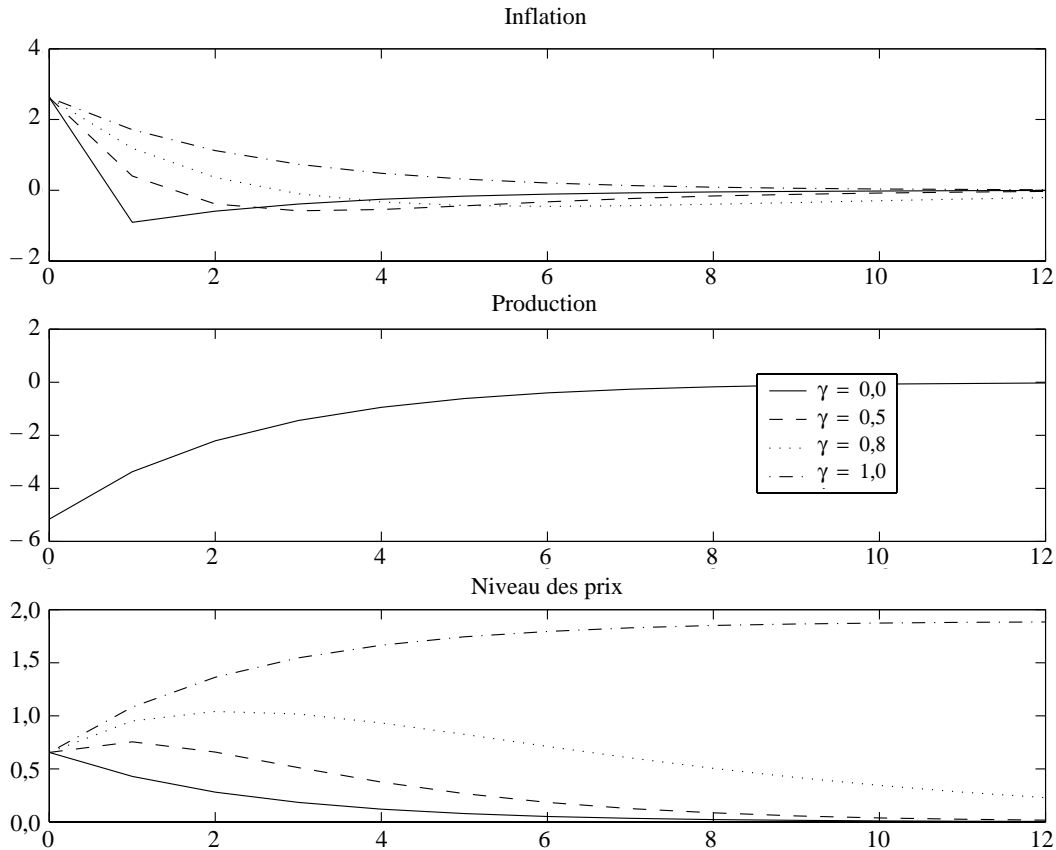 Inflation
4
2
0
−2
0 2 4 6 8 10 12
Production
2
0
−2
−4
−6
γ = 0,0
γ = 0,5
γ = 0,8
γ = 1,0
0 2 4 6 8 10 12
Niveau des prix
2,0
1,5
1,0
0,5
0,0
0 2 4 6 8 10 12